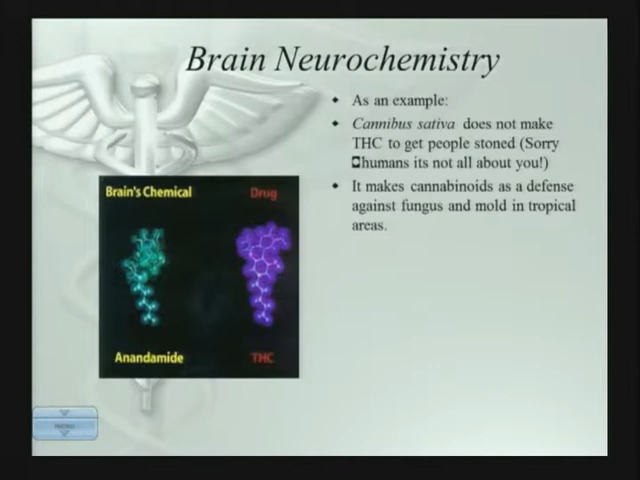 Brain Neurochemistry
As an example:
Cannibus sativa does not make
THC to get people stoned (Sorry
humans its not all about you!)
It makes cannabinoids as a defense
against fungus and mold in tropical
areas.
Brain's Chemical
Drug
Anandamide
THC